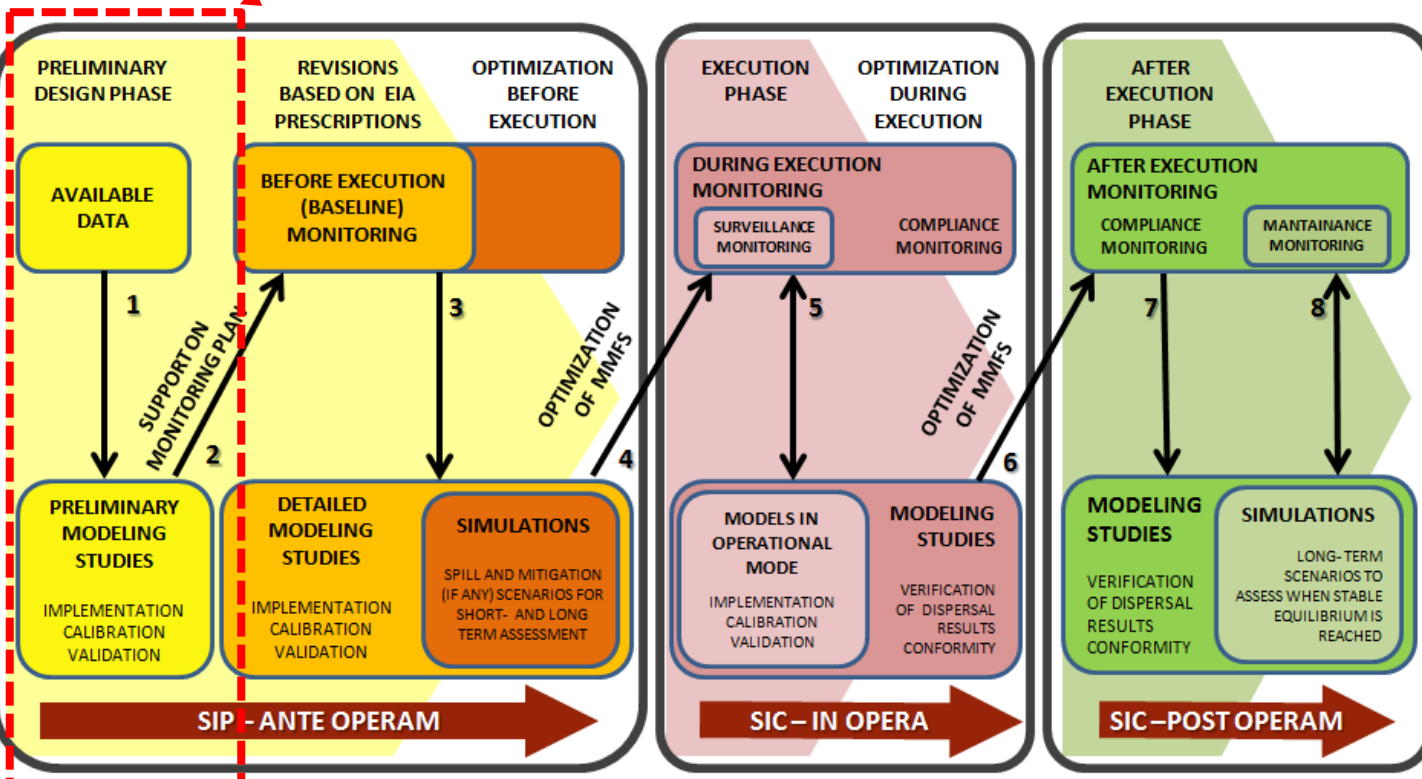 PRELIMINARY
DESIGN PHASE
REVISIONS
BASED ON EIA
PRESCRIPTIONS
OPTIMIZATION
BEFORE
EXECUTION
AVAILABLE
DATA
BEFORE EXECUTION
(BASELINE)
MONITORING
1
SUPPORT ON
MONITORING PLAN
2
3
OPTIMIZATION
OF MMFS
4
PRELIMINARY
MODELING
STUDIES
IMPLEMENTATION
CALIBRATION
VALIDATION
DETAILED
MODELING
STUDIES
IMPLEMENTATION
CALIBRATION
VALIDATION
SIMULATIONS
SPILL AND MITIGATION
(IF ANY) SCENARIOS FOR
SHORT- AND LONG
TERM ASSESSMENT
SIP – ANTE OPERAM
EXECUTION
PHASE
OPTIMIZATION
DURING
EXECUTION
DURING EXECUTION
MONITORING
SURVEILLANCE
MONITORING
COMPLIANCE
MONITORING
5
OPTIMIZATION
OF MMFS
6
MODELS IN
OPERATIONAL
MODE
IMPLEMENTATION
CALIBRATION
VALIDATION
MODELING
STUDIES
VERIFICATION
OF DISPERSAL
RESULTS
CONFORMITY
SIC – IN OPERA
AFTER
EXECUTION
PHASE
AFTER EXECUTION
MONITORING
COMPLIANCE
MONITORING
MANTAINANCE
MONITORING
7
8
MODELING
STUDIES
VERIFICATION
OF DISPERSAL
RESULTS
CONFORMITY
SIMULATIONS
LONG- TERM
SCENARIOS TO
ASSESS WHEN STABLE
EQUILIBRIUM IS
REACHED
SIC –POST OPERAM